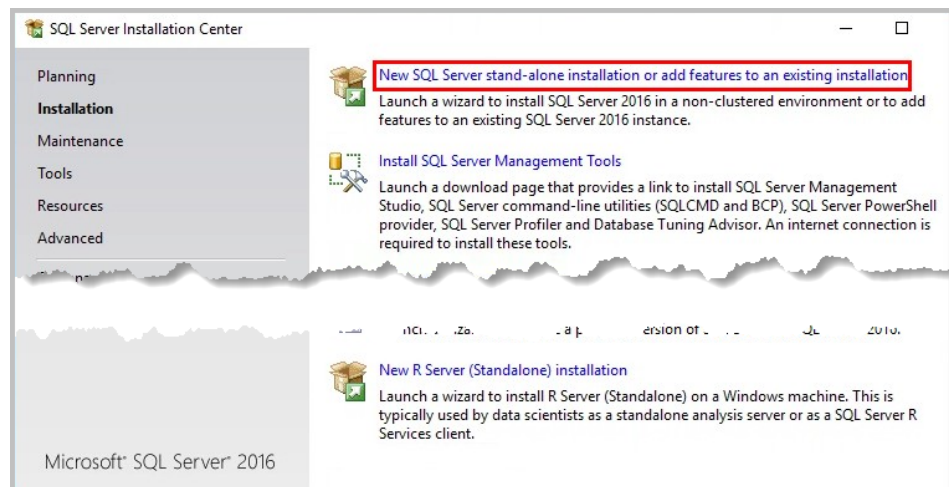 SQL Server Installation Center
Planning
Installation
Maintenance
Tools
Resources
Advanced
New SQL Server stand-alone installation or add features to an existing installation
Launch a wizard to install SQL Server 2016 in a non-clustered environment or to add
features to an existing SQL Server 2016 instance.
Install SQL Server Management Tools
Launch a download page that provides a link to install SQL Server Management
Studio, SQL Server command-line utilities (SQLCMD and BCP), SQL Server PowerShell
provider, SQL Server Profiler and Database Tuning Advisor. An internet connection is
required to install these tools.
New R Server (Standalone) installation
Launch a wizard to install R Server (Standalone) on a Windows machine. This is
typically used by data scientists as a standalone analysis server or as a SQL Server R
Services client.
Microsoft® SQL Server® 2016